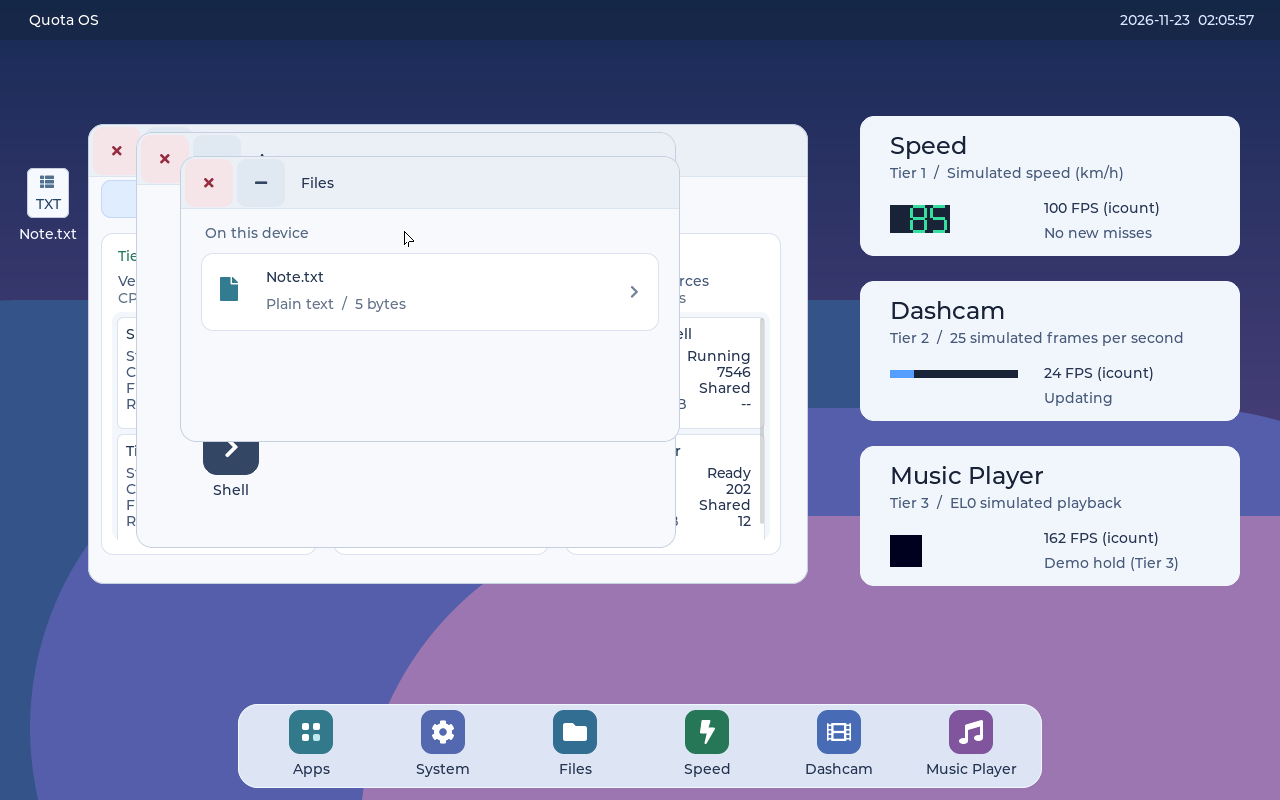 Quota OS
2026-11-23 02:05:57
TXT
Note.txt
Files
On this device
Note.txt
Plain text / 5 bytes
Shell
Running
7546
Shared
--
Ready
202
Shared
12
Speed
Tier 1 / Simulated speed (km/h)
85
100 FPS (icount)
No new misses
Dashcam
Tier 2 / 25 simulated frames per second
24 FPS (icount)
Updating
Music Player
Tier 3 / EL0 simulated playback
162 FPS (icount)
Demo hold (Tier 3)
Apps
System
Files
Speed
Dashcam
Music Player